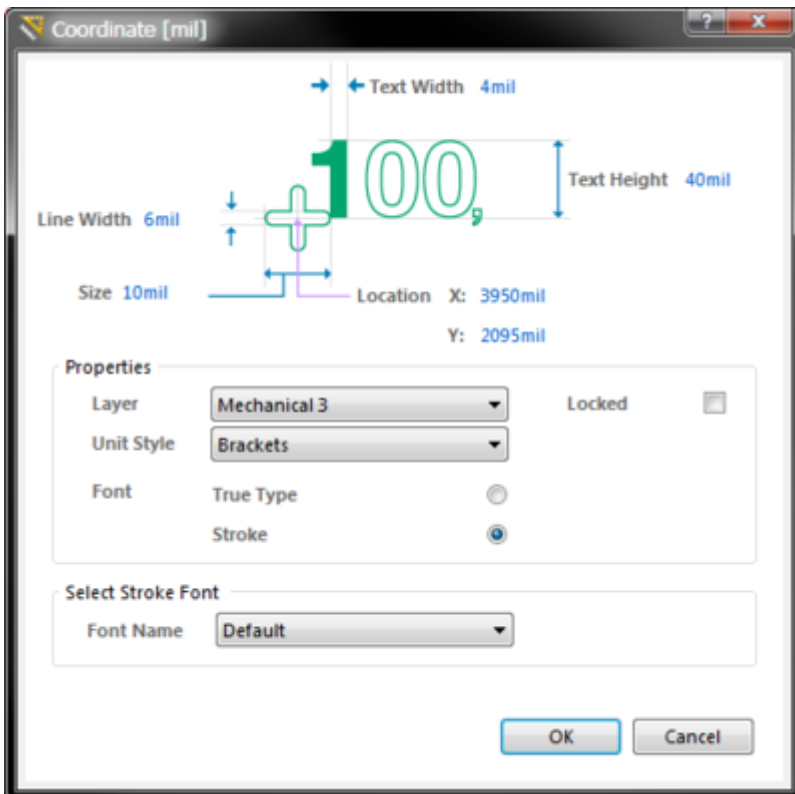 Coordinate [mil]
?
Text Width 4mil
100,
Text Height 40mil
Line Width 6mil
Size 10mil
Location X: 3950mil
Y: 2095mil
Properties
Layer Mechanical 3 Locked
Unit Style Brackets
Font True Type
Stroke
Select Stroke Font
Font Name Default
OK Cancel